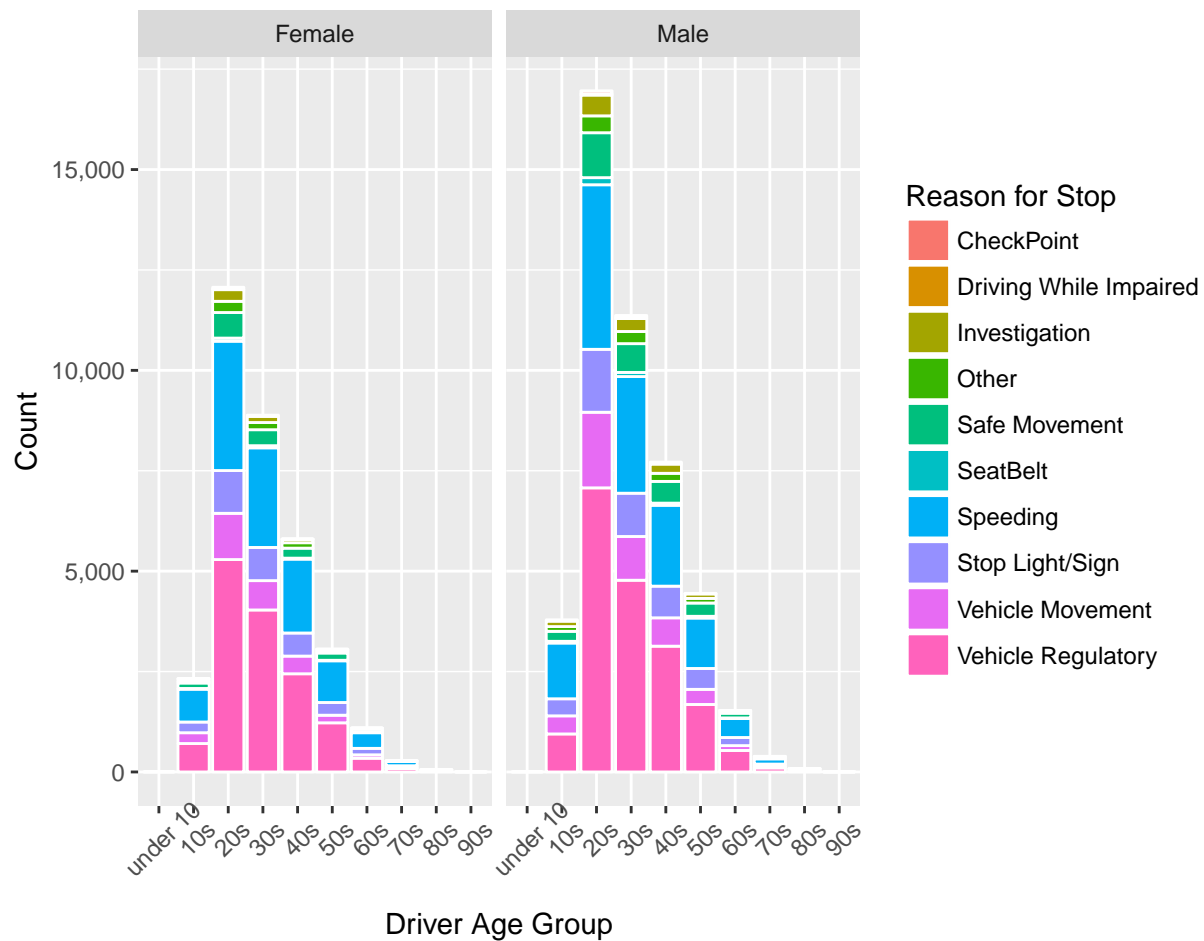 Female
Male
15,000
10,000
5,000
0
Count
under 10
10s
20s
30s
40s
50s
60s
70s
80s
90s
under 10
10s
20s
30s
40s
50s
60s
70s
80s
90s
Driver Age Group
Reason for Stop
CheckPoint
Driving While Impaired
Investigation
Other
Safe Movement
SeatBelt
Speeding
Stop Light/Sign
Vehicle Movement
Vehicle Regulatory